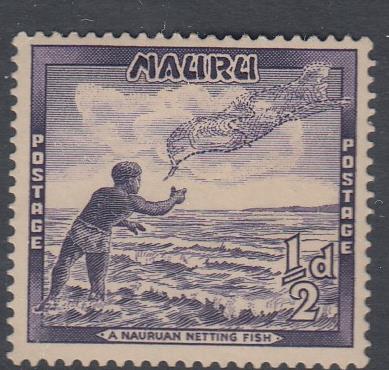 NAURU
POSTAGE
POSTAGE
½d
A NAURUAN NETTING FISH